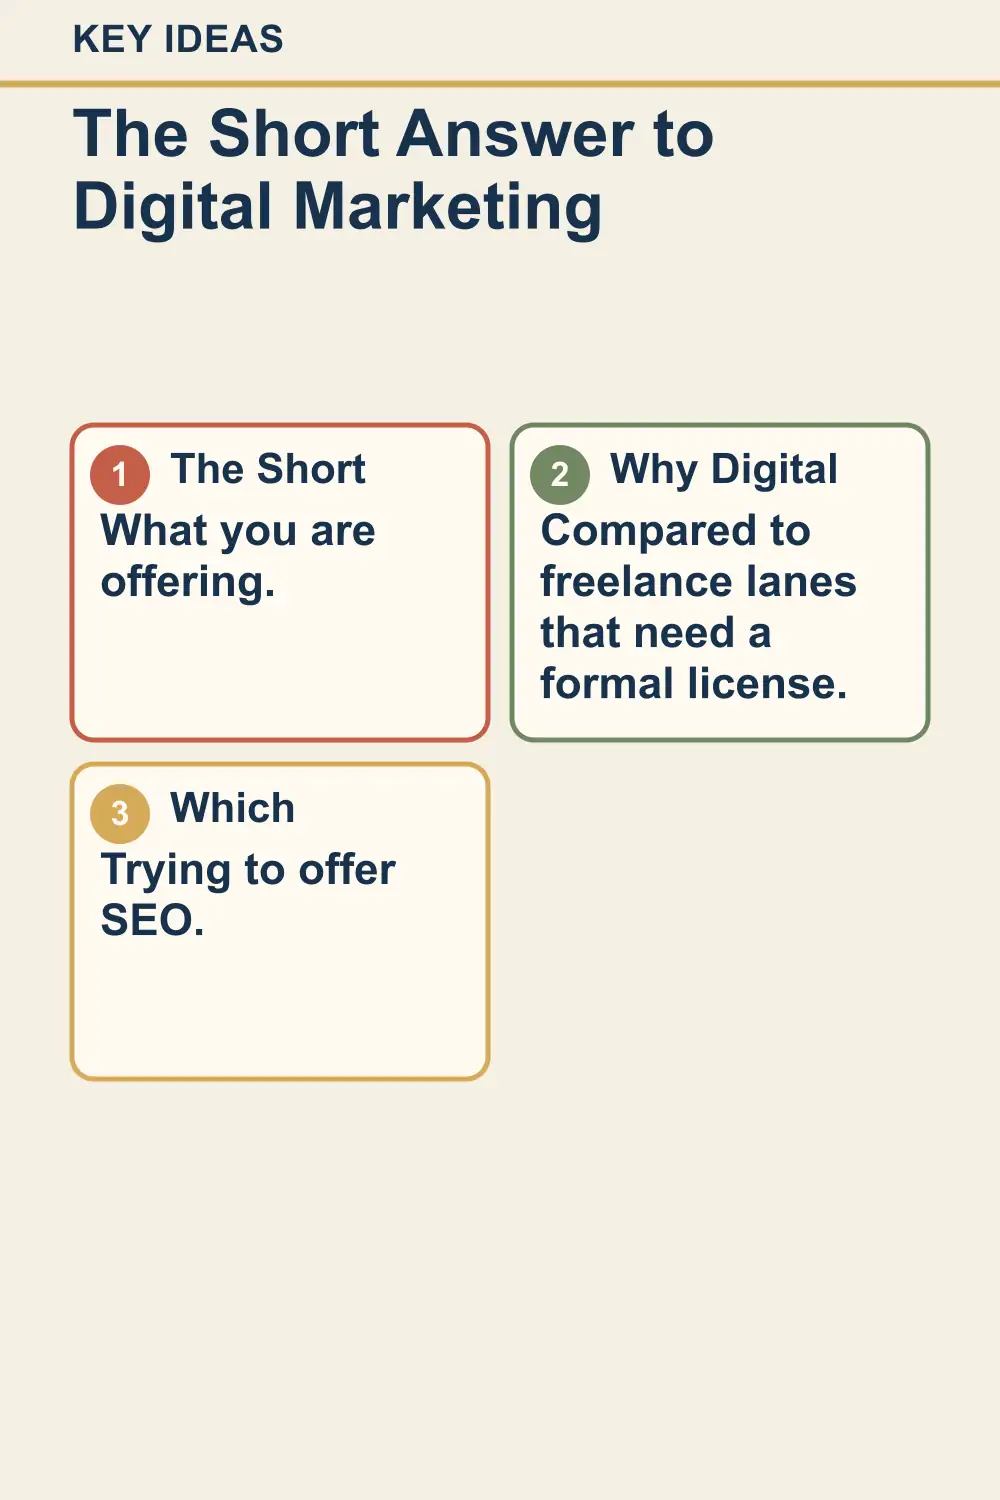 KEY IDEAS
The Short Answer to
Digital Marketing
1 The Short
What you are
offering.
2 Why Digital
Compared to
freelance lanes
that need a
formal license.
3 Which
Trying to offer
SEO.